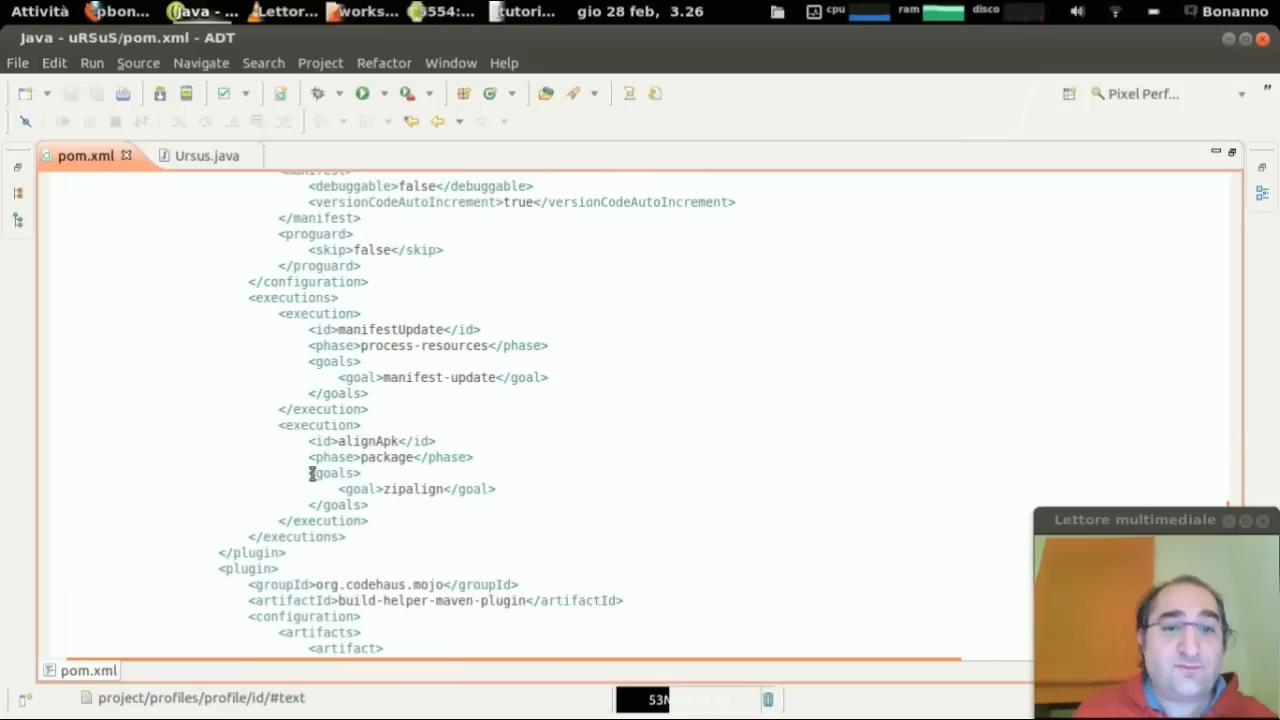 Attività
pbon...
Java - ...
Lettor...
works...
5554:...
tutori...
gio 28 feb, 3.26
cpu
ram
disco
Bonanno
Java - uRSuS/pom.xml - ADT
File Edit Run Source Navigate Search Project Refactor Window Help
Pixel Perf...
pom.xml
Ursus.java
<manifest>
<debuggable>false</debuggable>
<versionCodeAutoIncrement>true</versionCodeAutoIncrement>
</manifest>
<proguard>
<skip>false</skip>
</proguard>
</configuration>
<executions>
<execution>
<id>manifestUpdate</id>
<phase>process-resources</phase>
<goals>
<goal>manifest-update</goal>
</goals>
</execution>
<execution>
<id>alignApk</id>
<phase>package</phase>
<goals>
<goal>zipalign</goal>
</goals>
</execution>
</executions>
</plugin>
<plugin>
<groupId>org.codehaus.mojo</groupId>
<artifactId>build-helper-maven-plugin</artifactId>
<configuration>
<artifacts>
<artifact>
pom.xml
project/profiles/profile/id/#text
Lettore multimediale